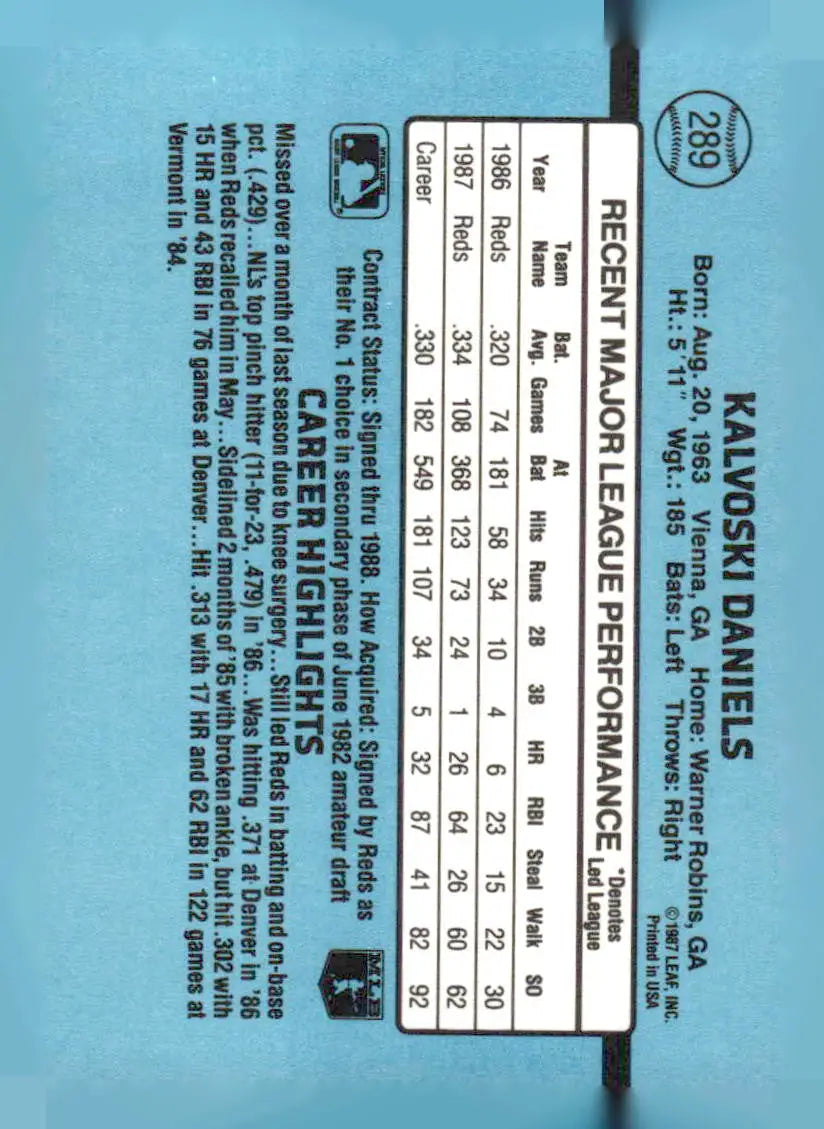 289
KALVOSKI DANIELS
Born: Aug. 20, 1963 Vienna, GA Home: Warner Robins, GA
Ht.: 5'11" Wgt.: 185 Bats: Left Throws: Right
©1987 LEAF, INC.
Printed in USA
RECENT MAJOR LEAGUE PERFORMANCE *Denotes Led League
Year Team Name Bat. Avg. Games At Bat Hits Runs 2B 3B HR RBI Steal Walk SO
1986 Reds .320 74 181 58 34 10 4 6 23 15 22 30
1987 Reds .334 108 368 123 73 24 1 26 64 26 60 62
Career .330 182 549 181 107 34 5 32 87 41 82 92
Contract Status: Signed thru 1988. How Acquired: Signed by Reds as
their No. 1 choice in secondary phase of June 1982 amateur draft
MLB
CAREER HIGHLIGHTS
Missed over a month of last season due to knee surgery...Still led Reds in batting and on-base
pct. (.429)...NL's top pinch hitter (11-for-23, .479) in '86...Was hitting .371 at Denver in '86
when Reds recalled him in May...Sidelined 2 months of '85 with broken ankle, but hit .302 with
15 HR and 43 RBI in 76 games at Denver...Hit .313 with 17 HR and 62 RBI in 122 games at
Vermont in '84.